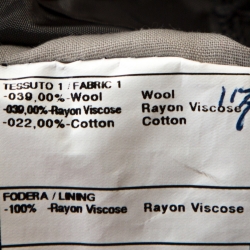 TESSUTO 1 / FABRIC 1
-039,00%-Wool Wool
-039,00%-Rayon Viscose Rayon Viscose
-022,00%-Cotton Cotton
117
FODERA / LINING
-100% -Rayon Viscose Rayon Viscose